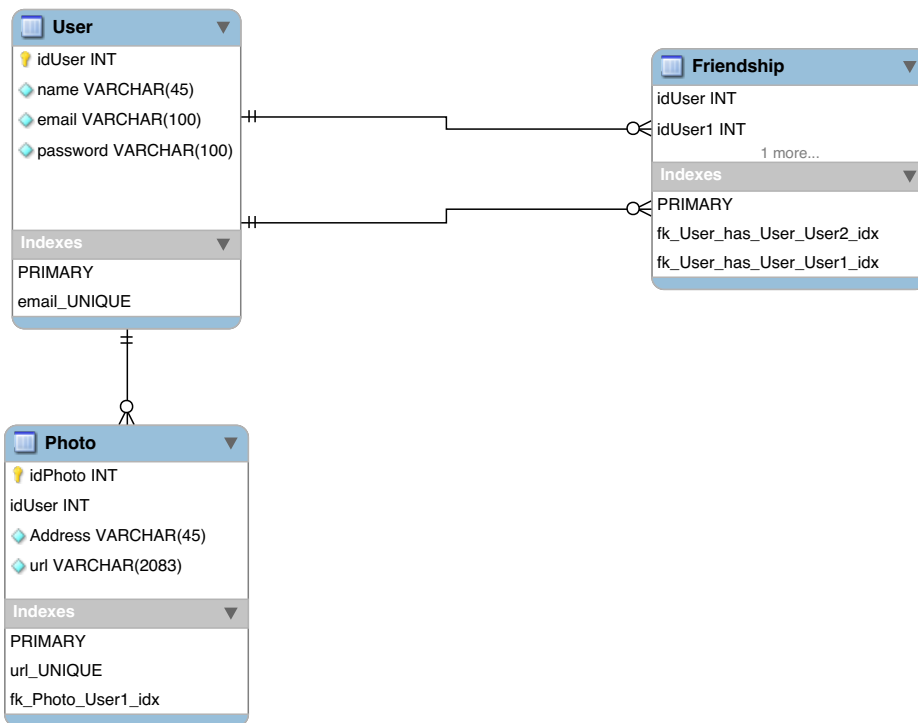 User
idUser INT
name VARCHAR(45)
email VARCHAR(100)
password VARCHAR(100)
Indexes
PRIMARY
email_UNIQUE
Friendship
idUser INT
idUser1 INT
1 more...
Indexes
PRIMARY
fk_User_has_User_User2_idx
fk_User_has_User_User1_idx
Photo
idPhoto INT
idUser INT
Address VARCHAR(45)
url VARCHAR(2083)
Indexes
PRIMARY
url_UNIQUE
fk_Photo_User1_idx